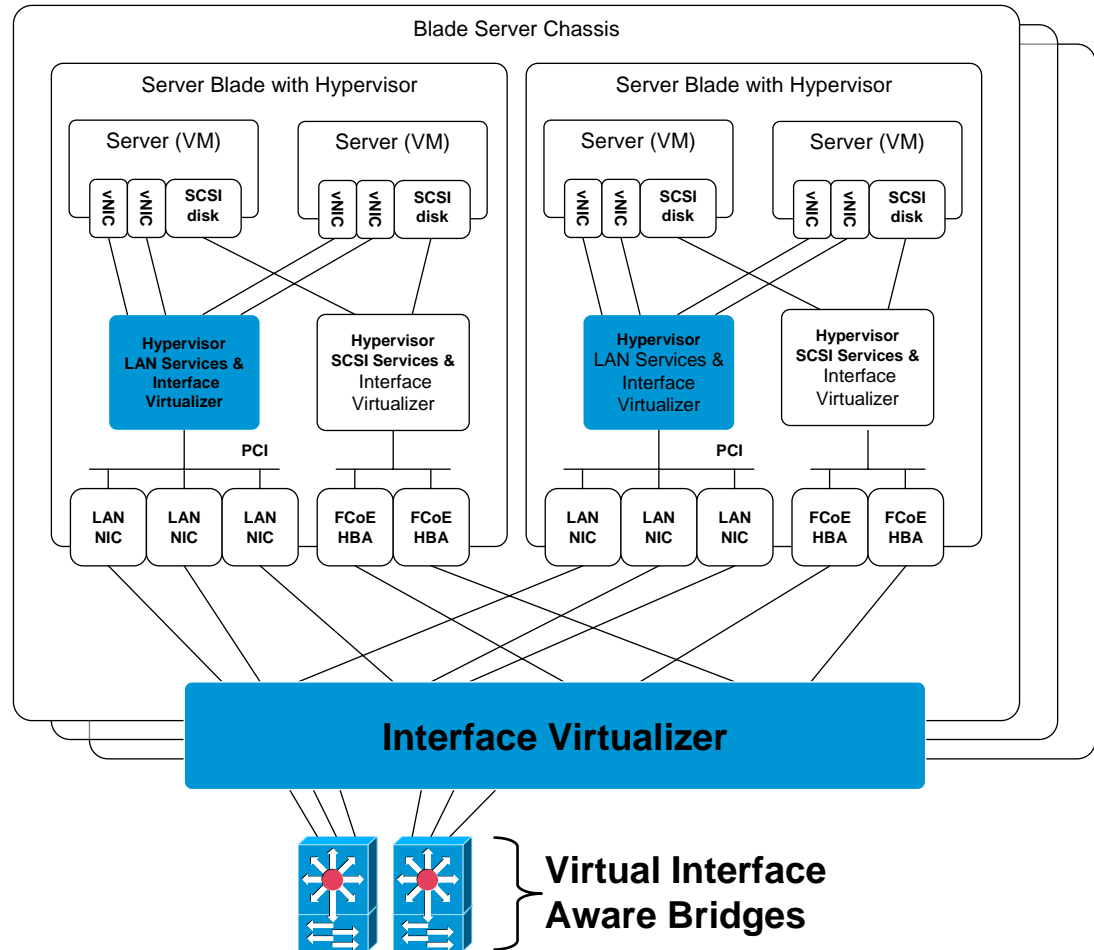 Blade Server Chassis
Server Blade with Hypervisor
Server (VM)
vNIC
vNIC
SCSI
disk
Server (VM)
vNIC
vNIC
SCSI
disk
Hypervisor
LAN Services &
Interface
Virtualizer
Hypervisor
SCSI Services &
Interface
Virtualizer
PCI
LAN
NIC
LAN
NIC
LAN
NIC
FCoE
HBA
FCoE
HBA
Server Blade with Hypervisor
Server (VM)
vNIC
vNIC
SCSI
disk
Server (VM)
vNIC
vNIC
SCSI
disk
Hypervisor
LAN Services &
Interface
Virtualizer
Hypervisor
SCSI Services &
Interface
Virtualizer
PCI
LAN
NIC
LAN
NIC
LAN
NIC
FCoE
HBA
FCoE
HBA
Interface Virtualizer
Virtual Interface
Aware Bridges